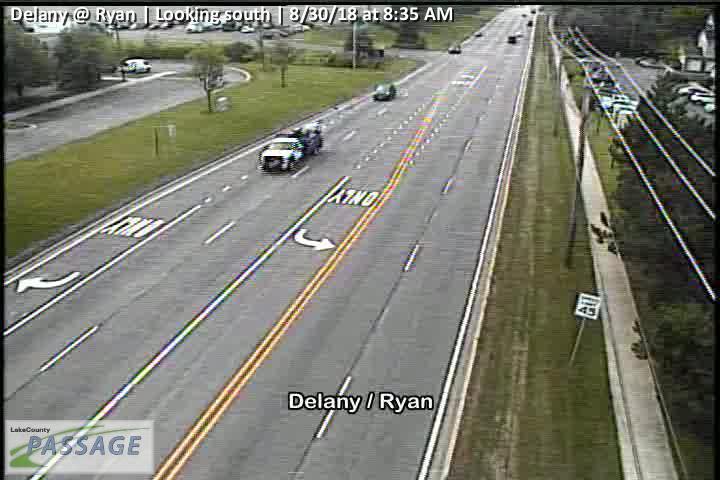 Delany @ Ryan | Looking south | 8/30/18 at 8:35 AM
ONLY
ONLY
Delany / Ryan
LakeCounty
PASSAGE